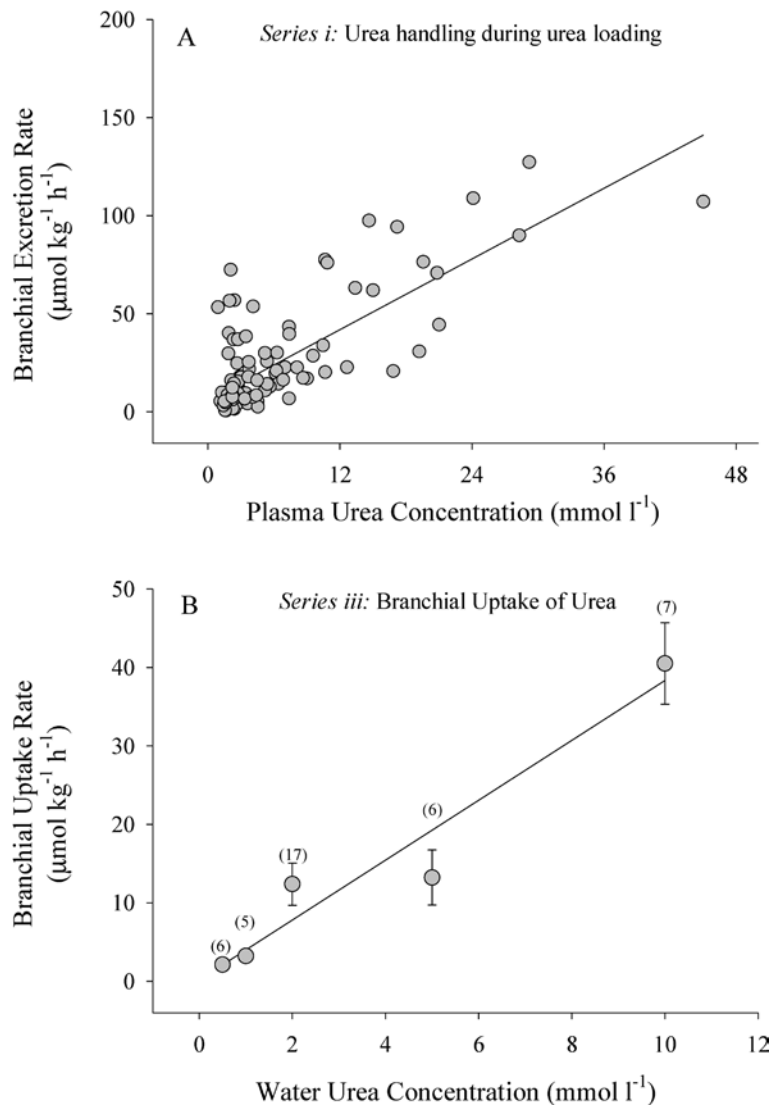 A
Series i: Urea handling during urea loading
200
150
100
50
0
Branchial Excretion Rate
(μmol kg⁻¹ h⁻¹)
0 12 24 36 48
Plasma Urea Concentration (mmol l⁻¹)
B
Series iii: Branchial Uptake of Urea
50
40
30
20
10
0
Branchial Uptake Rate
(μmol kg⁻¹ h⁻¹)
(7)
(6)
(17)
(5)
(6)
0 2 4 6 8 10 12
Water Urea Concentration (mmol l⁻¹)